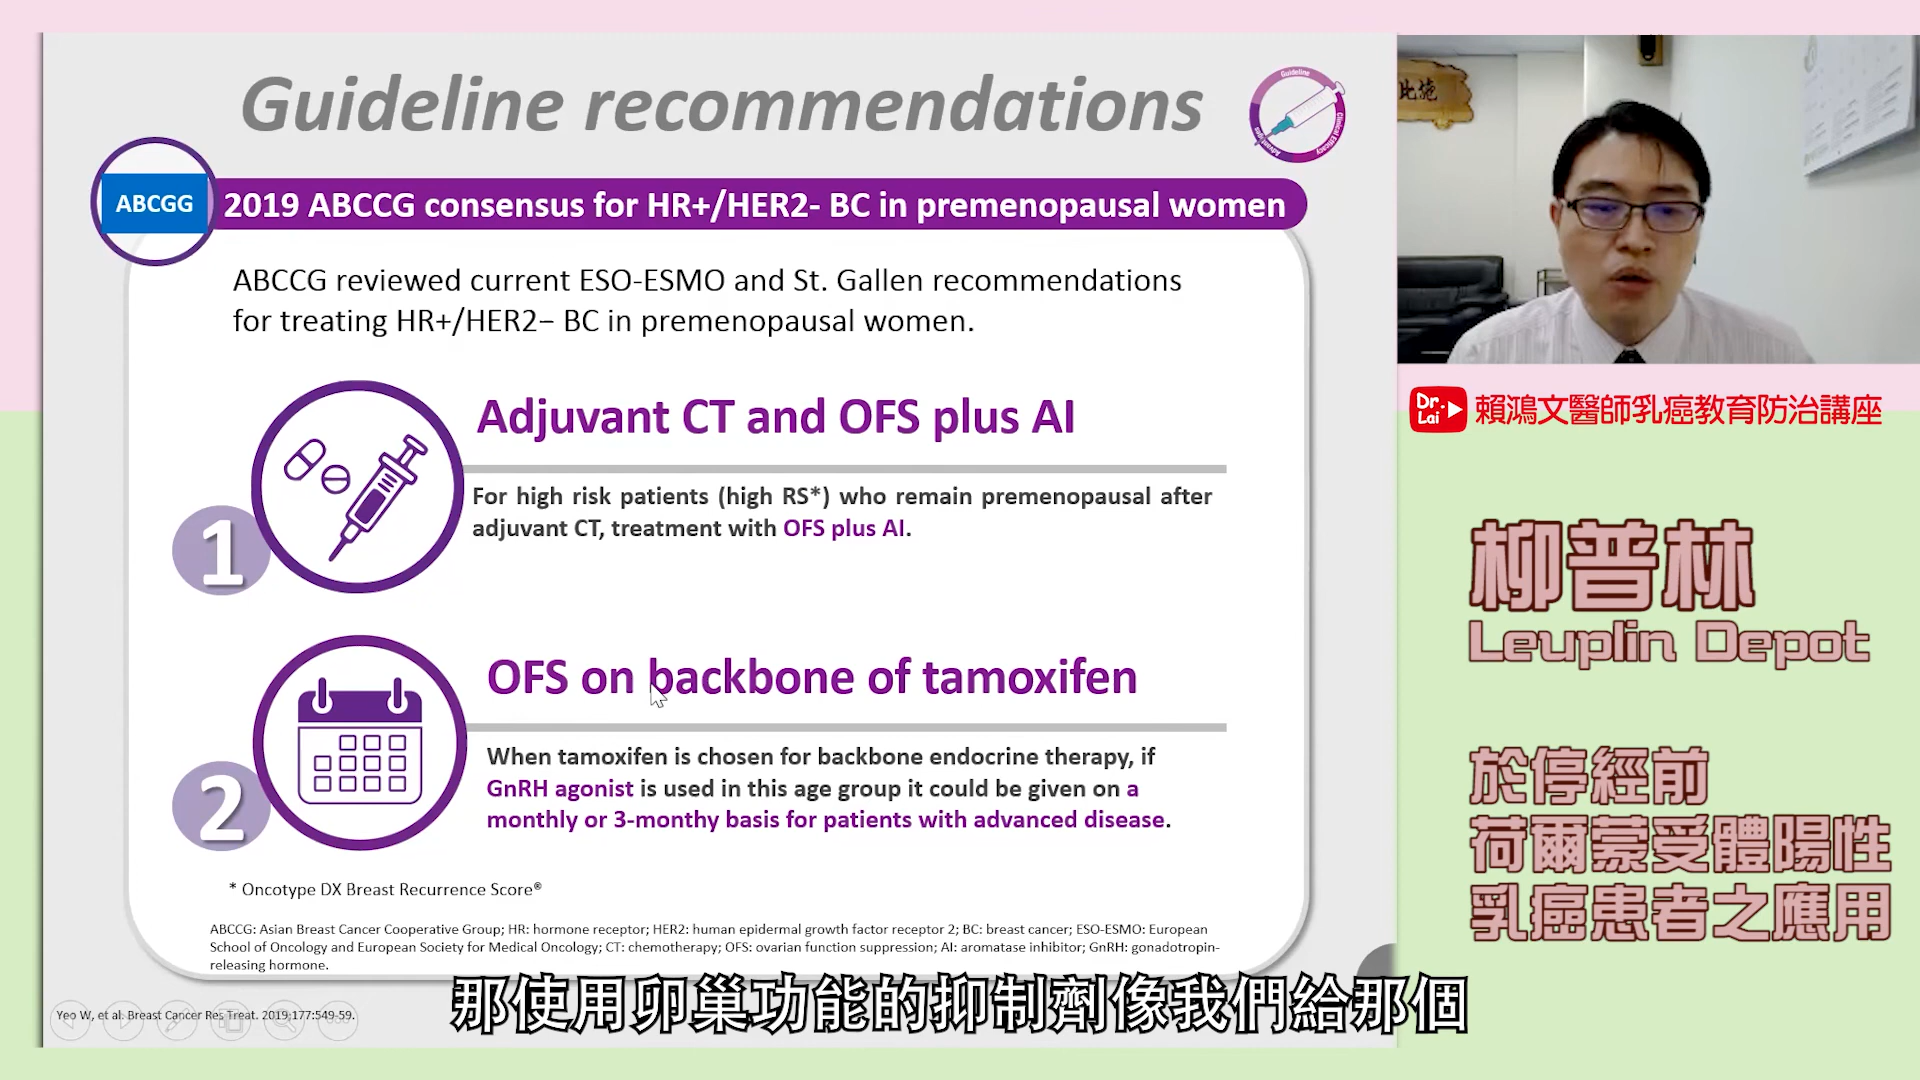 Guideline recommendations
Guideline
Clinical Efficacy
ABCGG
2019 ABCCG consensus for HR+/HER2- BC in premenopausal women
ABCCG reviewed current ESO-ESMO and St. Gallen recommendations
for treating HR+/HER2− BC in premenopausal women.
Adjuvant CT and OFS plus AI
1
For high risk patients (high RS*) who remain premenopausal after
adjuvant CT, treatment with OFS plus AI.
OFS on backbone of tamoxifen
2
When tamoxifen is chosen for backbone endocrine therapy, if
GnRH agonist is used in this age group it could be given on a
monthly or 3-monthy basis for patients with advanced disease.
* Oncotype DX Breast Recurrence Score®
ABCCG: Asian Breast Cancer Cooperative Group; HR: hormone receptor; HER2: human epidermal growth factor receptor 2; BC: breast cancer; ESO-ESMO: European
School of Oncology and European Society for Medical Oncology; CT: chemotherapy; OFS: ovarian function suppression; AI: aromatase inhibitor; GnRH: gonadotropin-
releasing hormone.
Yeo W, et al. Breast Cancer Res Treat. 2019;177:549-59.
那使用卵巢功能的抑制劑像我們給那個
Dr.
Lai
賴鴻文醫師乳癌教育防治講座
柳普林
Leuplin Depot
於停經前
荷爾蒙受體陽性
乳癌患者之應用